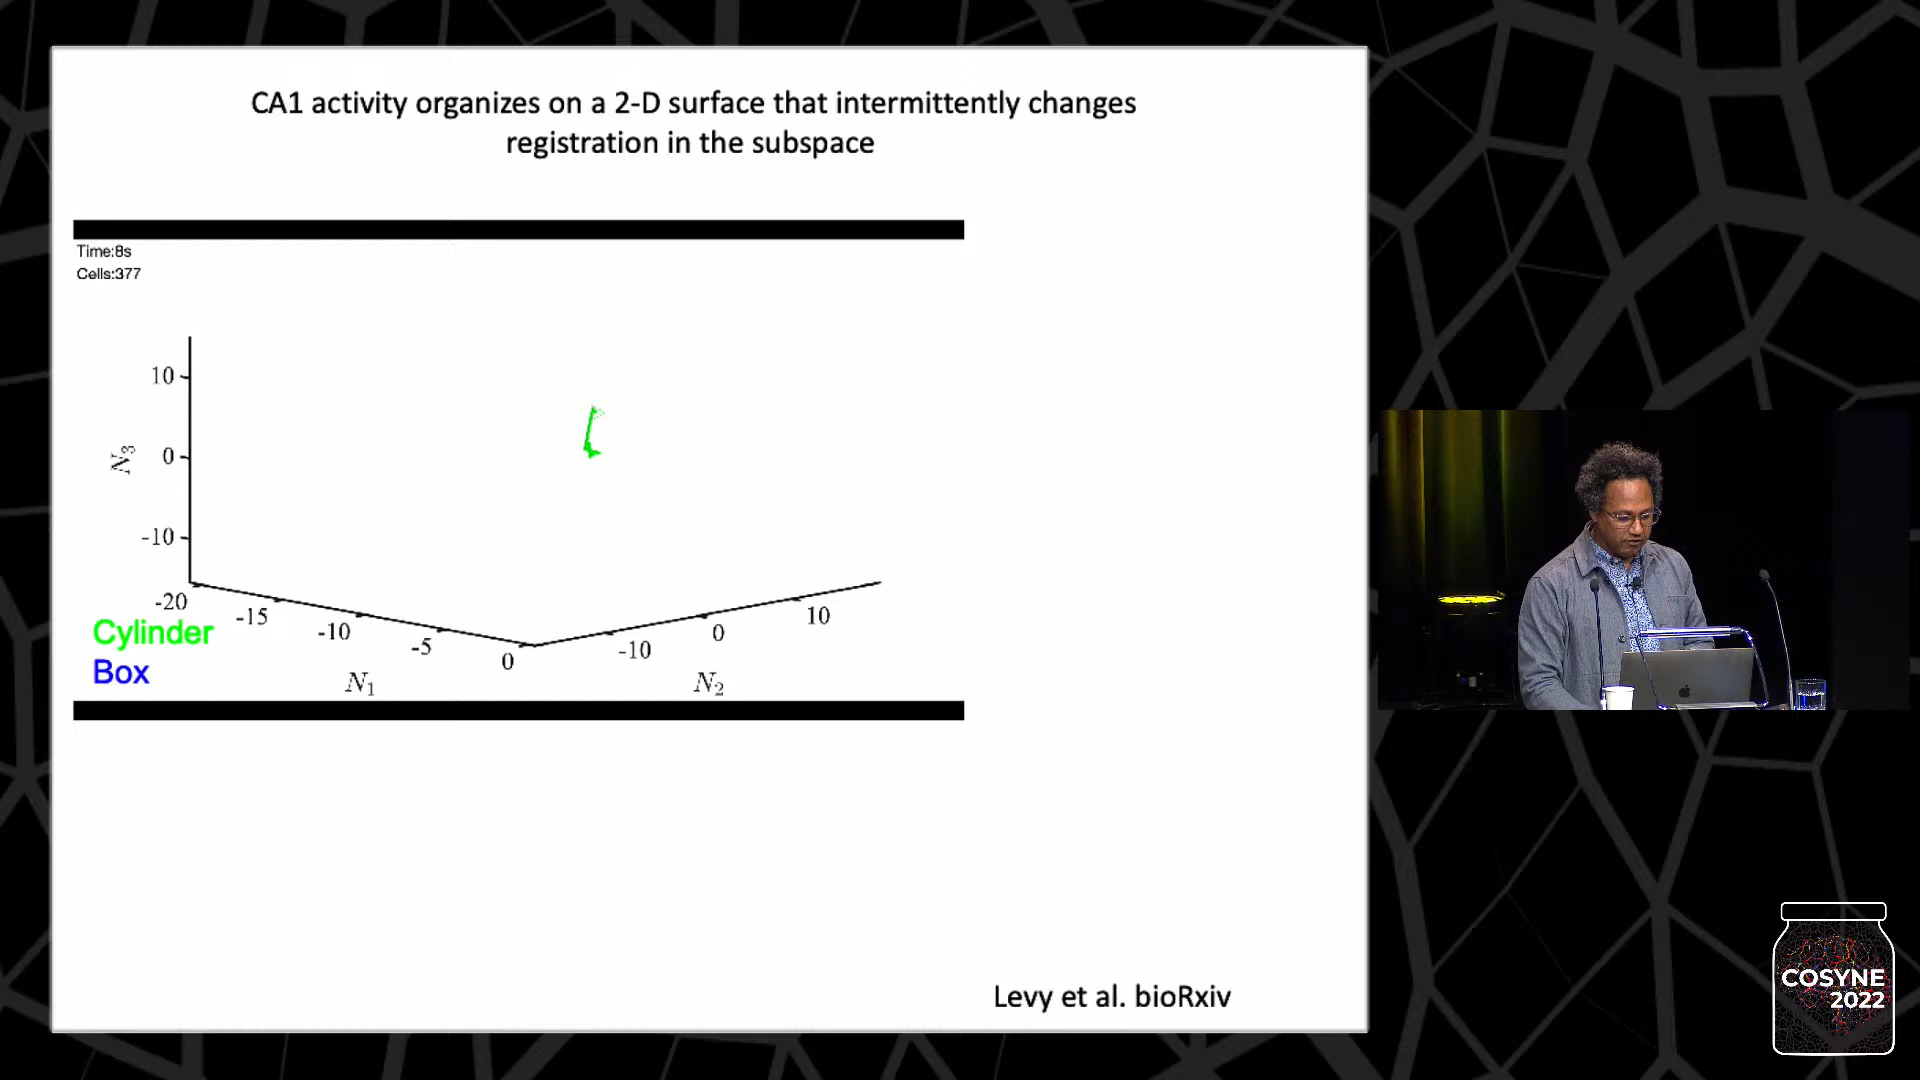 CA1 activity organizes on a 2-D surface that intermittently changes
registration in the subspace
Time:8s
Cells:377
10
0
-10
N3
-20
-15
-10
-5
0
-10
0
10
N1
N2
Cylinder
Box
Levy et al. bioRxiv
COSYNE
2022